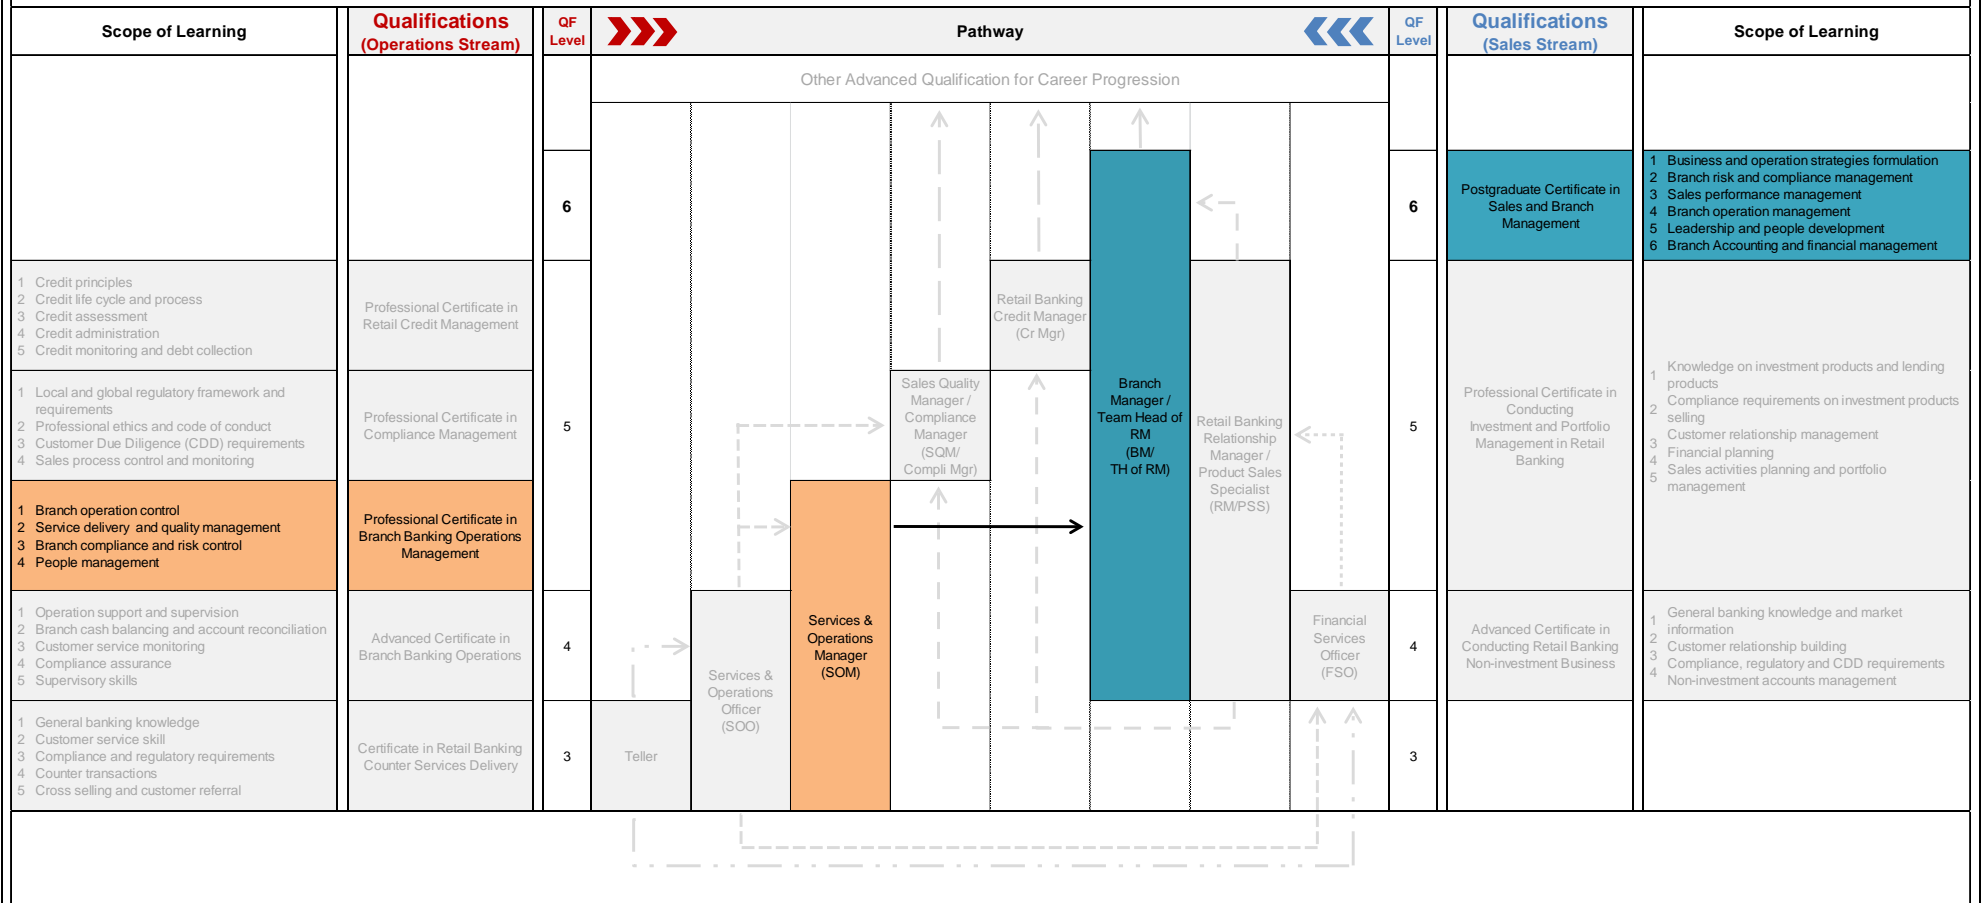 Scope of Learning
Qualifications
(Operations Stream)
QF
Level
Pathway
QF
Level
Qualifications
(Sales Stream)
Scope of Learning
Other Advanced Qualification for Career Progression
6
6
Postgraduate Certificate in
Sales and Branch
Management
1 Business and operation strategies formulation
2 Branch risk and compliance management
3 Sales performance management
4 Branch operation management
5 Leadership and people development
6 Branch Accounting and financial management
1 Credit principles
2 Credit life cycle and process
3 Credit assessment
4 Credit administration
5 Credit monitoring and debt collection
Professional Certificate in
Retail Credit Management
Retail Banking
Credit Manager
(Cr Mgr)
1 Local and global regulatory framework and
requirements
2 Professional ethics and code of conduct
3 Customer Due Diligence (CDD) requirements
4 Sales process control and monitoring
Professional Certificate in
Compliance Management
5
Sales Quality
Manager /
Compliance
Manager
(SQM/
Compli Mgr)
Branch
Manager /
Team Head of
RM
(BM/
TH of RM)
Retail Banking
Relationship
Manager /
Product Sales
Specialist
(RM/PSS)
5
Professional Certificate in
Conducting
Investment and Portfolio
Management in Retail
Banking
1 Knowledge on investment products and lending
products
2 Compliance requirements on investment products
selling
3 Customer relationship management
4 Financial planning
5 Sales activities planning and portfolio
management
1 Branch operation control
2 Service delivery and quality management
3 Branch compliance and risk control
4 People management
Professional Certificate in
Branch Banking Operations
Management
1 Operation support and supervision
2 Branch cash balancing and account reconciliation
3 Customer service monitoring
4 Compliance assurance
5 Supervisory skills
Advanced Certificate in
Branch Banking Operations
4
Services &
Operations
Officer
(SOO)
Services &
Operations
Manager
(SOM)
Financial
Services
Officer
(FSO)
4
Advanced Certificate in
Conducting Retail Banking
Non-investment Business
1 General banking knowledge and market
information
2 Customer relationship building
3 Compliance, regulatory and CDD requirements
4 Non-investment accounts management
1 General banking knowledge
2 Customer service skill
3 Compliance and regulatory requirements
4 Counter transactions
5 Cross selling and customer referral
Certificate in Retail Banking
Counter Services Delivery
3
Teller
3